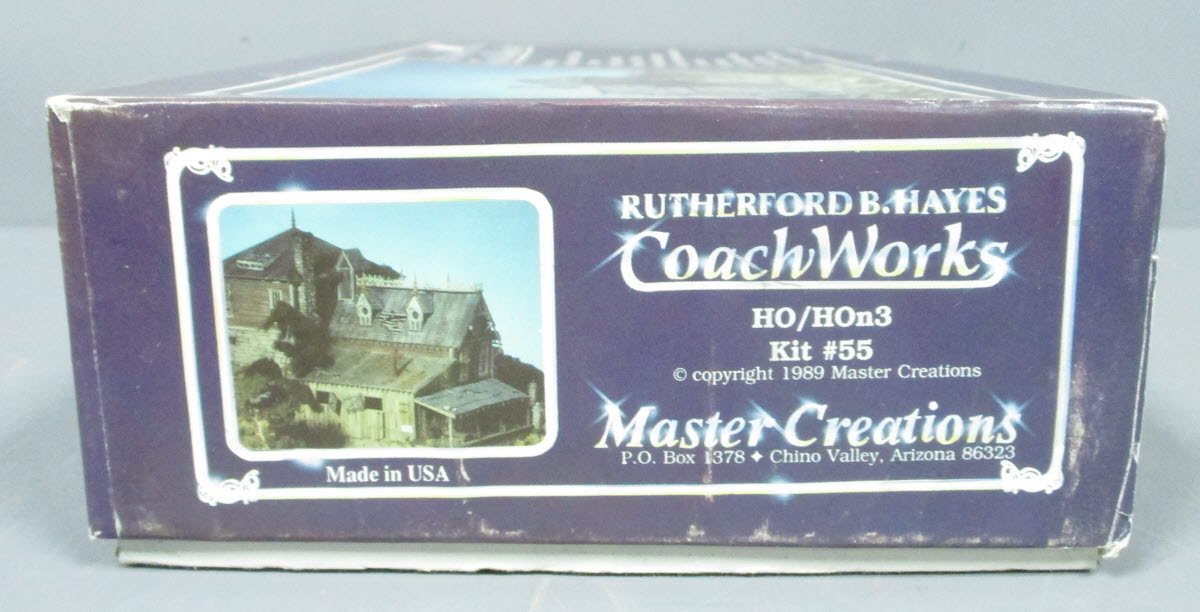 RUTHERFORD B. HAYES
CoachWorks
HO/HOn3
Kit #55
© copyright 1989 Master Creations
Master Creations
P.O. Box 1378 ✦ Chino Valley, Arizona 86323
Made in USA